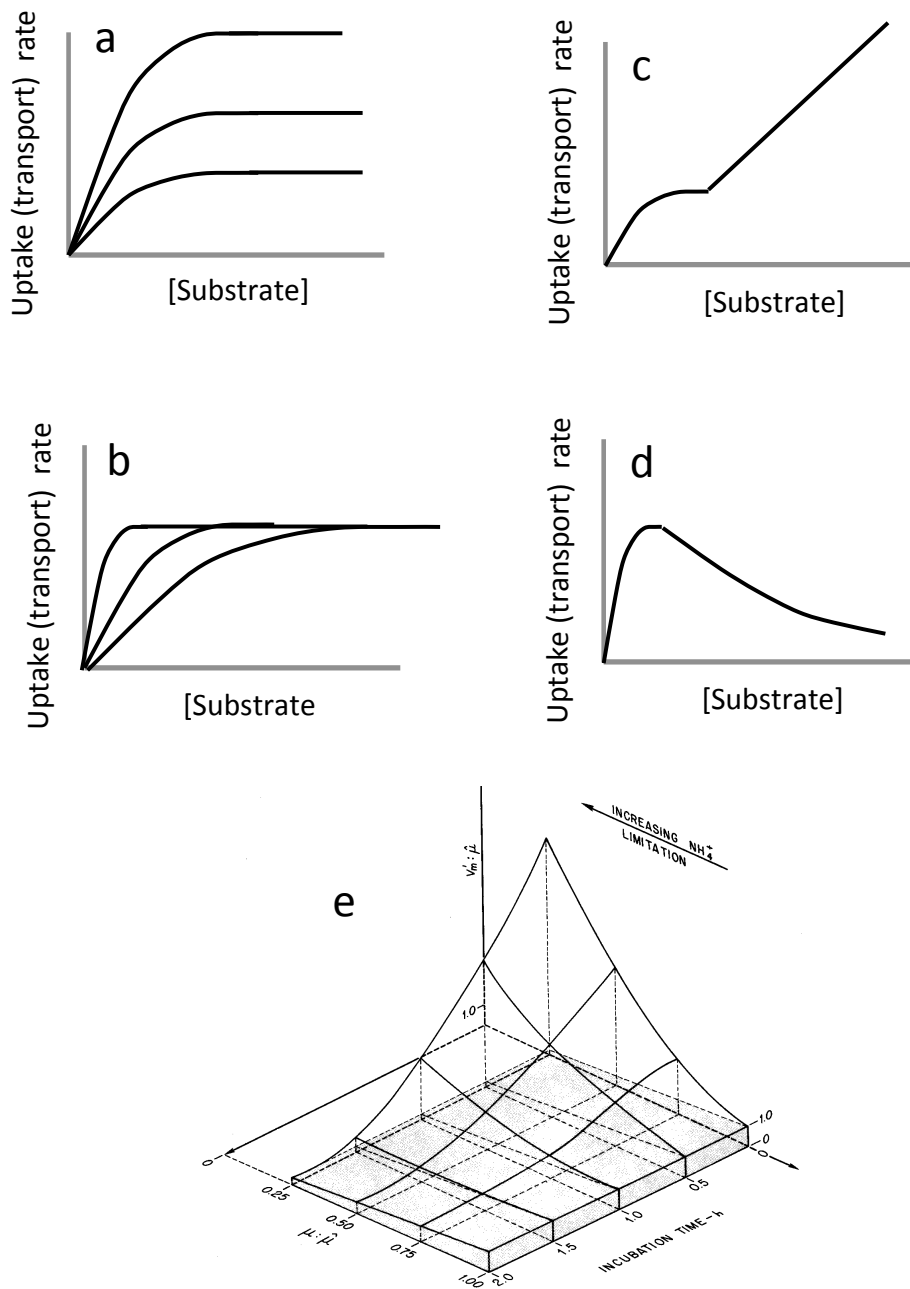 a
Uptake (transport) rate
[Substrate]
c
Uptake (transport) rate
[Substrate]
b
Uptake (transport) rate
[Substrate
d
Uptake (transport) rate
[Substrate]
e
INCREASING NH₄⁺
LIMITATION
V'ₘ:μ̂
1.0
0
0.25
0.50
0.75
1.00
μ:μ̂
2.0
1.5
1.0
0.5
0
1.0
INCUBATION TIME-h